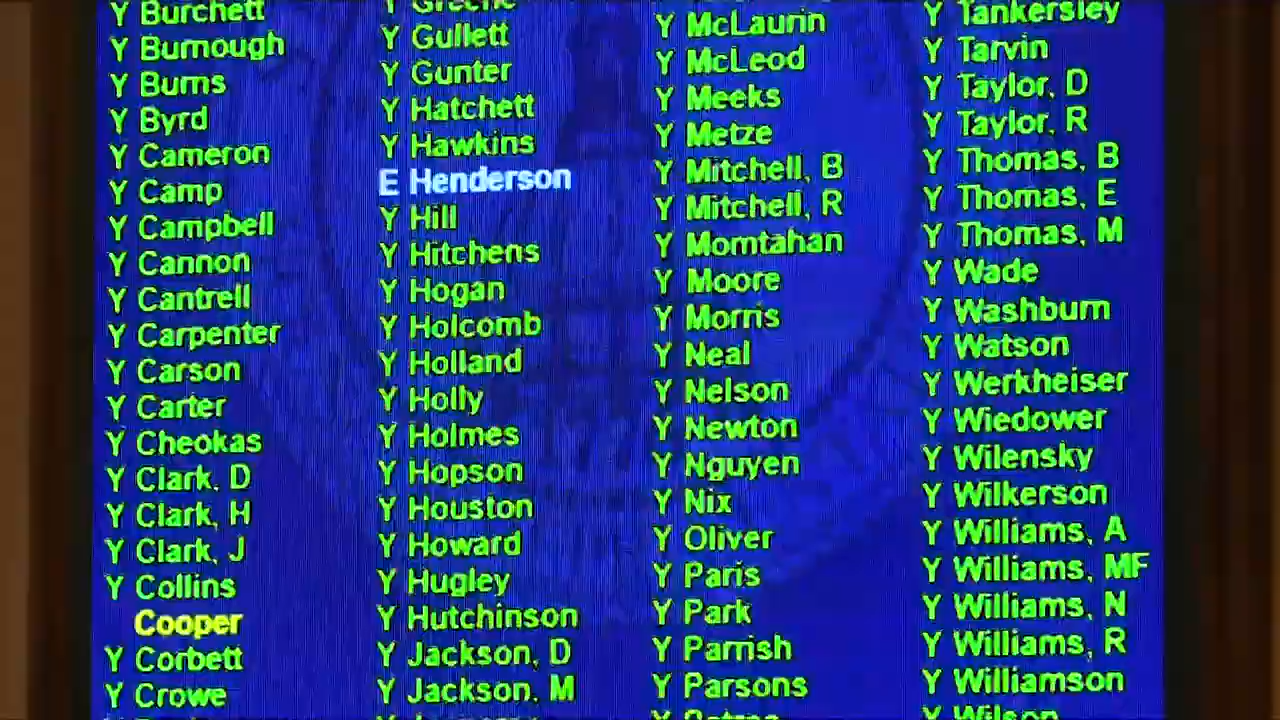 Y Burchett
Y Burnough
Y Burns
Y Byrd
Y Cameron
Y Camp
Y Campbell
Y Cannon
Y Cantrell
Y Carpenter
Y Carson
Y Carter
Y Cheokas
Y Clark, D
Y Clark, H
Y Clark, J
Y Collins
Cooper
Y Corbett
Y Crowe
Y Greene
Y Gullett
Y Gunter
Y Hatchett
Y Hawkins
E Henderson
Y Hill
Y Hitchens
Y Hogan
Y Holcomb
Y Holland
Y Holly
Y Holmes
Y Hopson
Y Houston
Y Howard
Y Hugley
Y Hutchinson
Y Jackson, D
Y Jackson, M
Y McLaurin
Y McLeod
Y Meeks
Y Metze
Y Mitchell, B
Y Mitchell, R
Y Momtahan
Y Moore
Y Morris
Y Neal
Y Nelson
Y Newton
Y Nguyen
Y Nix
Y Oliver
Y Paris
Y Park
Y Parrish
Y Parsons
Y Tankersley
Y Tarvin
Y Taylor, D
Y Taylor, R
Y Thomas, B
Y Thomas, E
Y Thomas, M
Y Wade
Y Washburn
Y Watson
Y Werkheiser
Y Wiedower
Y Wilensky
Y Wilkerson
Y Williams, A
Y Williams, MF
Y Williams, N
Y Williams, R
Y Williamson
Y Wilson